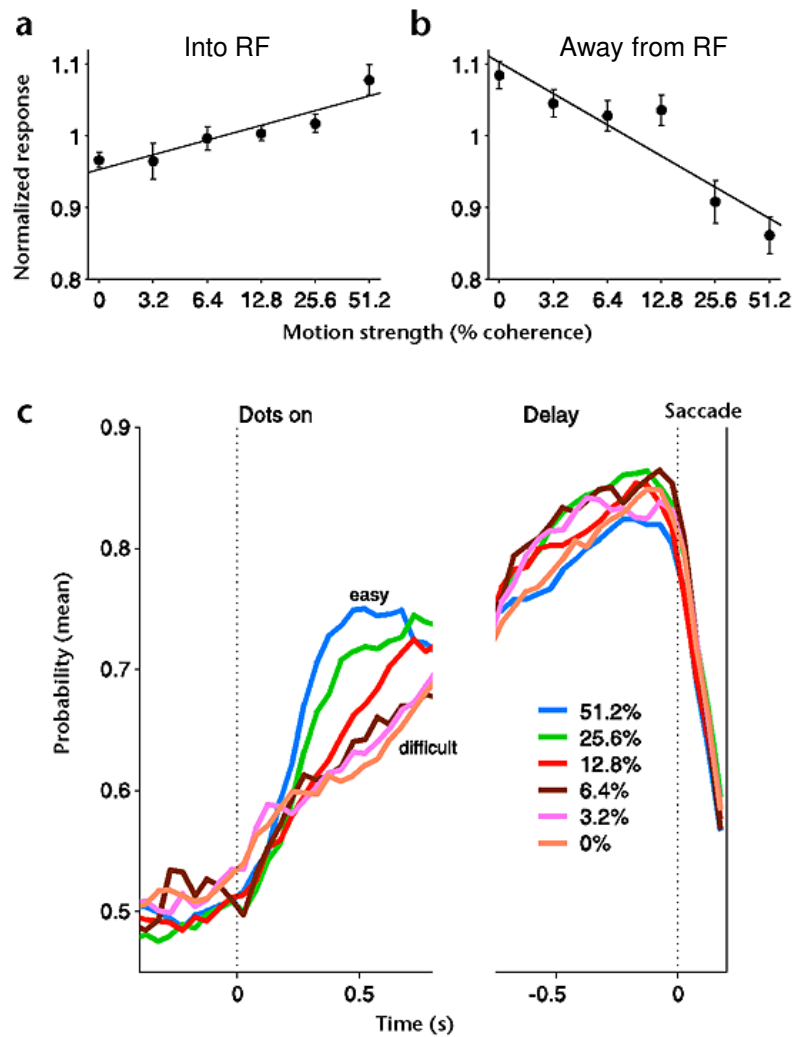 a
b
Into RF
Away from RF
Normalized response
1.1
1
0.9
0.8
0 3.2 6.4 12.8 25.6 51.2
1.1
1
0.9
0.8
0 3.2 6.4 12.8 25.6 51.2
Motion strength (% coherence)
c
Dots on
Delay
Saccade
Probability (mean)
0.9
0.8
0.7
0.6
0.5
easy
difficult
51.2%
25.6%
12.8%
6.4%
3.2%
0%
0 0.5 -0.5 0
Time (s)